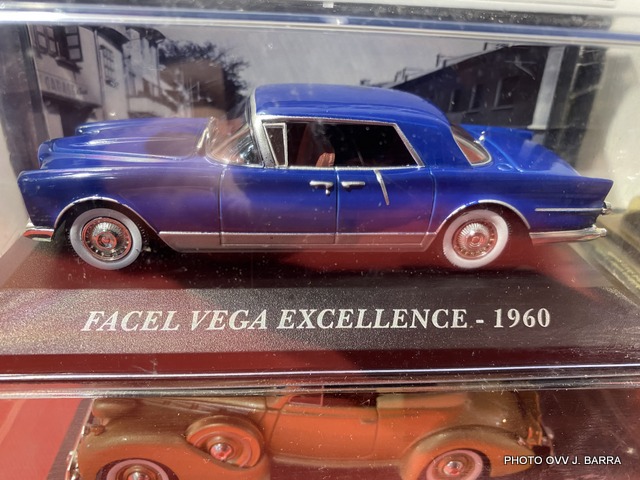 FACEL VEGA EXCELLENCE - 1960
PHOTO OVV J. BARRA